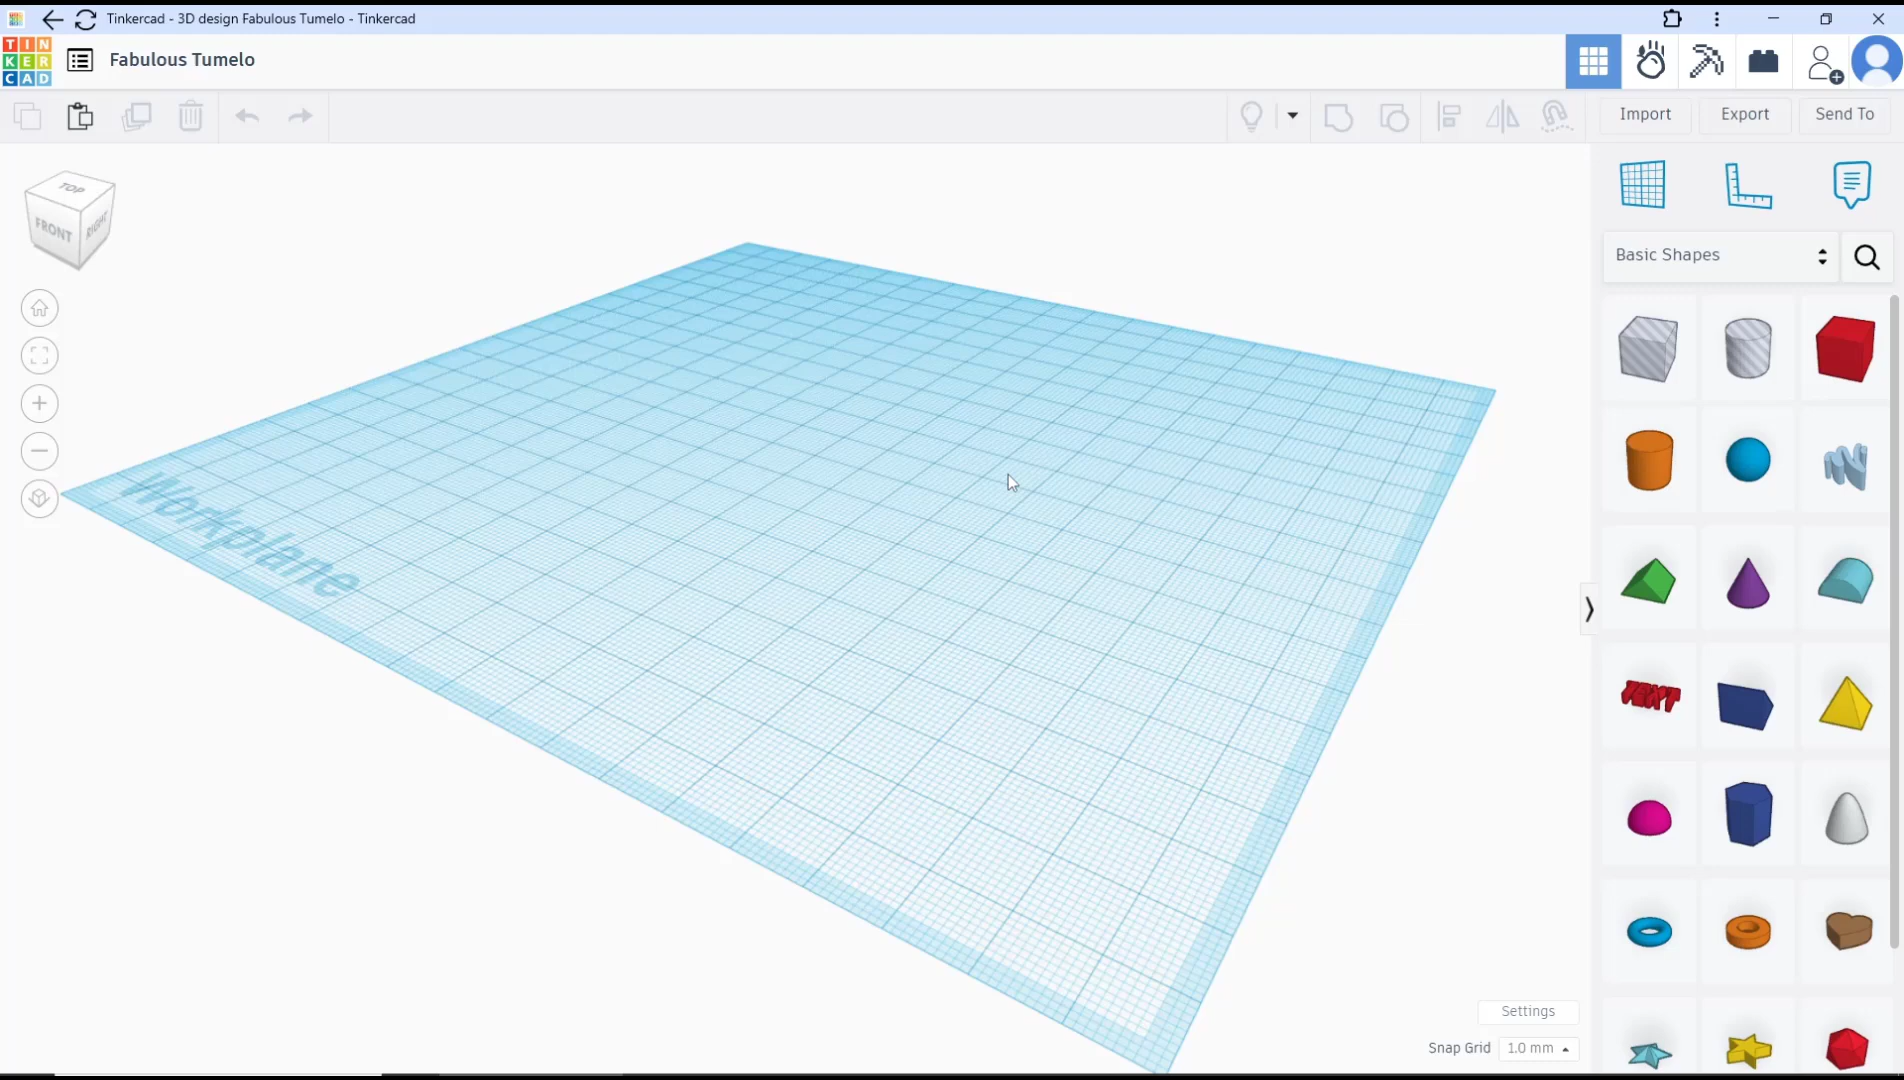 Tinkercad - 3D design Fabulous Tumelo - Tinkercad
TIN
KER
CAD
Fabulous Tumelo
Import
Export
Send To
TOP
FRONT
RIGHT
Basic Shapes
Workplane
TEXT
Settings
Snap Grid
1.0 mm